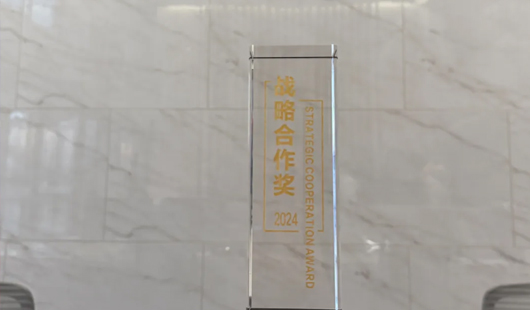 战略合作奖
2024
STRATEGIC COOPERATION AWARD